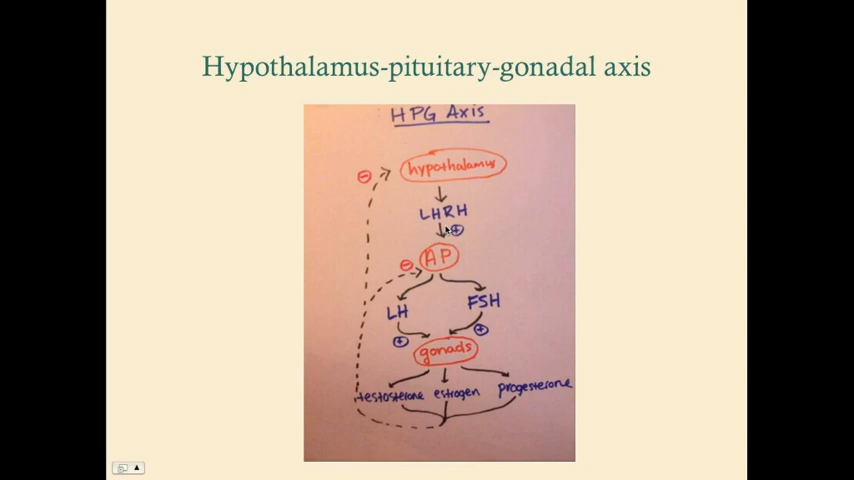 Hypothalamus-pituitary-gonadal axis
HPG Axis
hypothalamus
LHRH
AP
LH FSH
gonads
testosterone estrogen progesterone